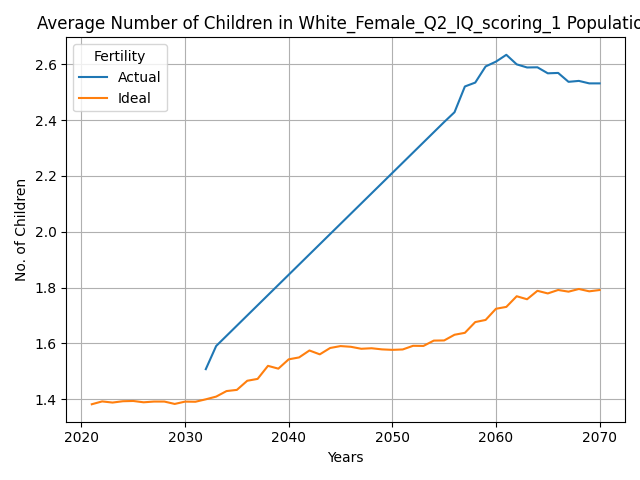 Average Number of Children in White_Female_Q2_IQ_scoring_1 Populatio
Fertility
Actual
Ideal
2.6
2.4
2.2
2.0
1.8
1.6
1.4
No. of Children
2020 2030 2040 2050 2060 2070
Years